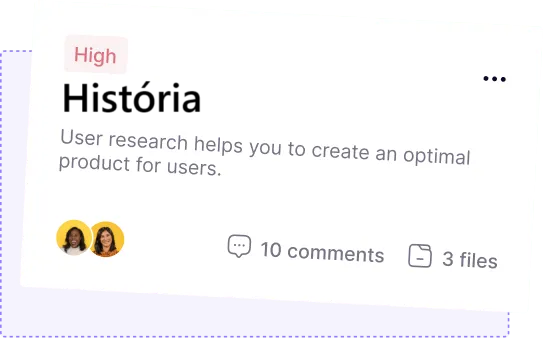 High
História
User research helps you to create an optimal
product for users.
10 comments
3 files